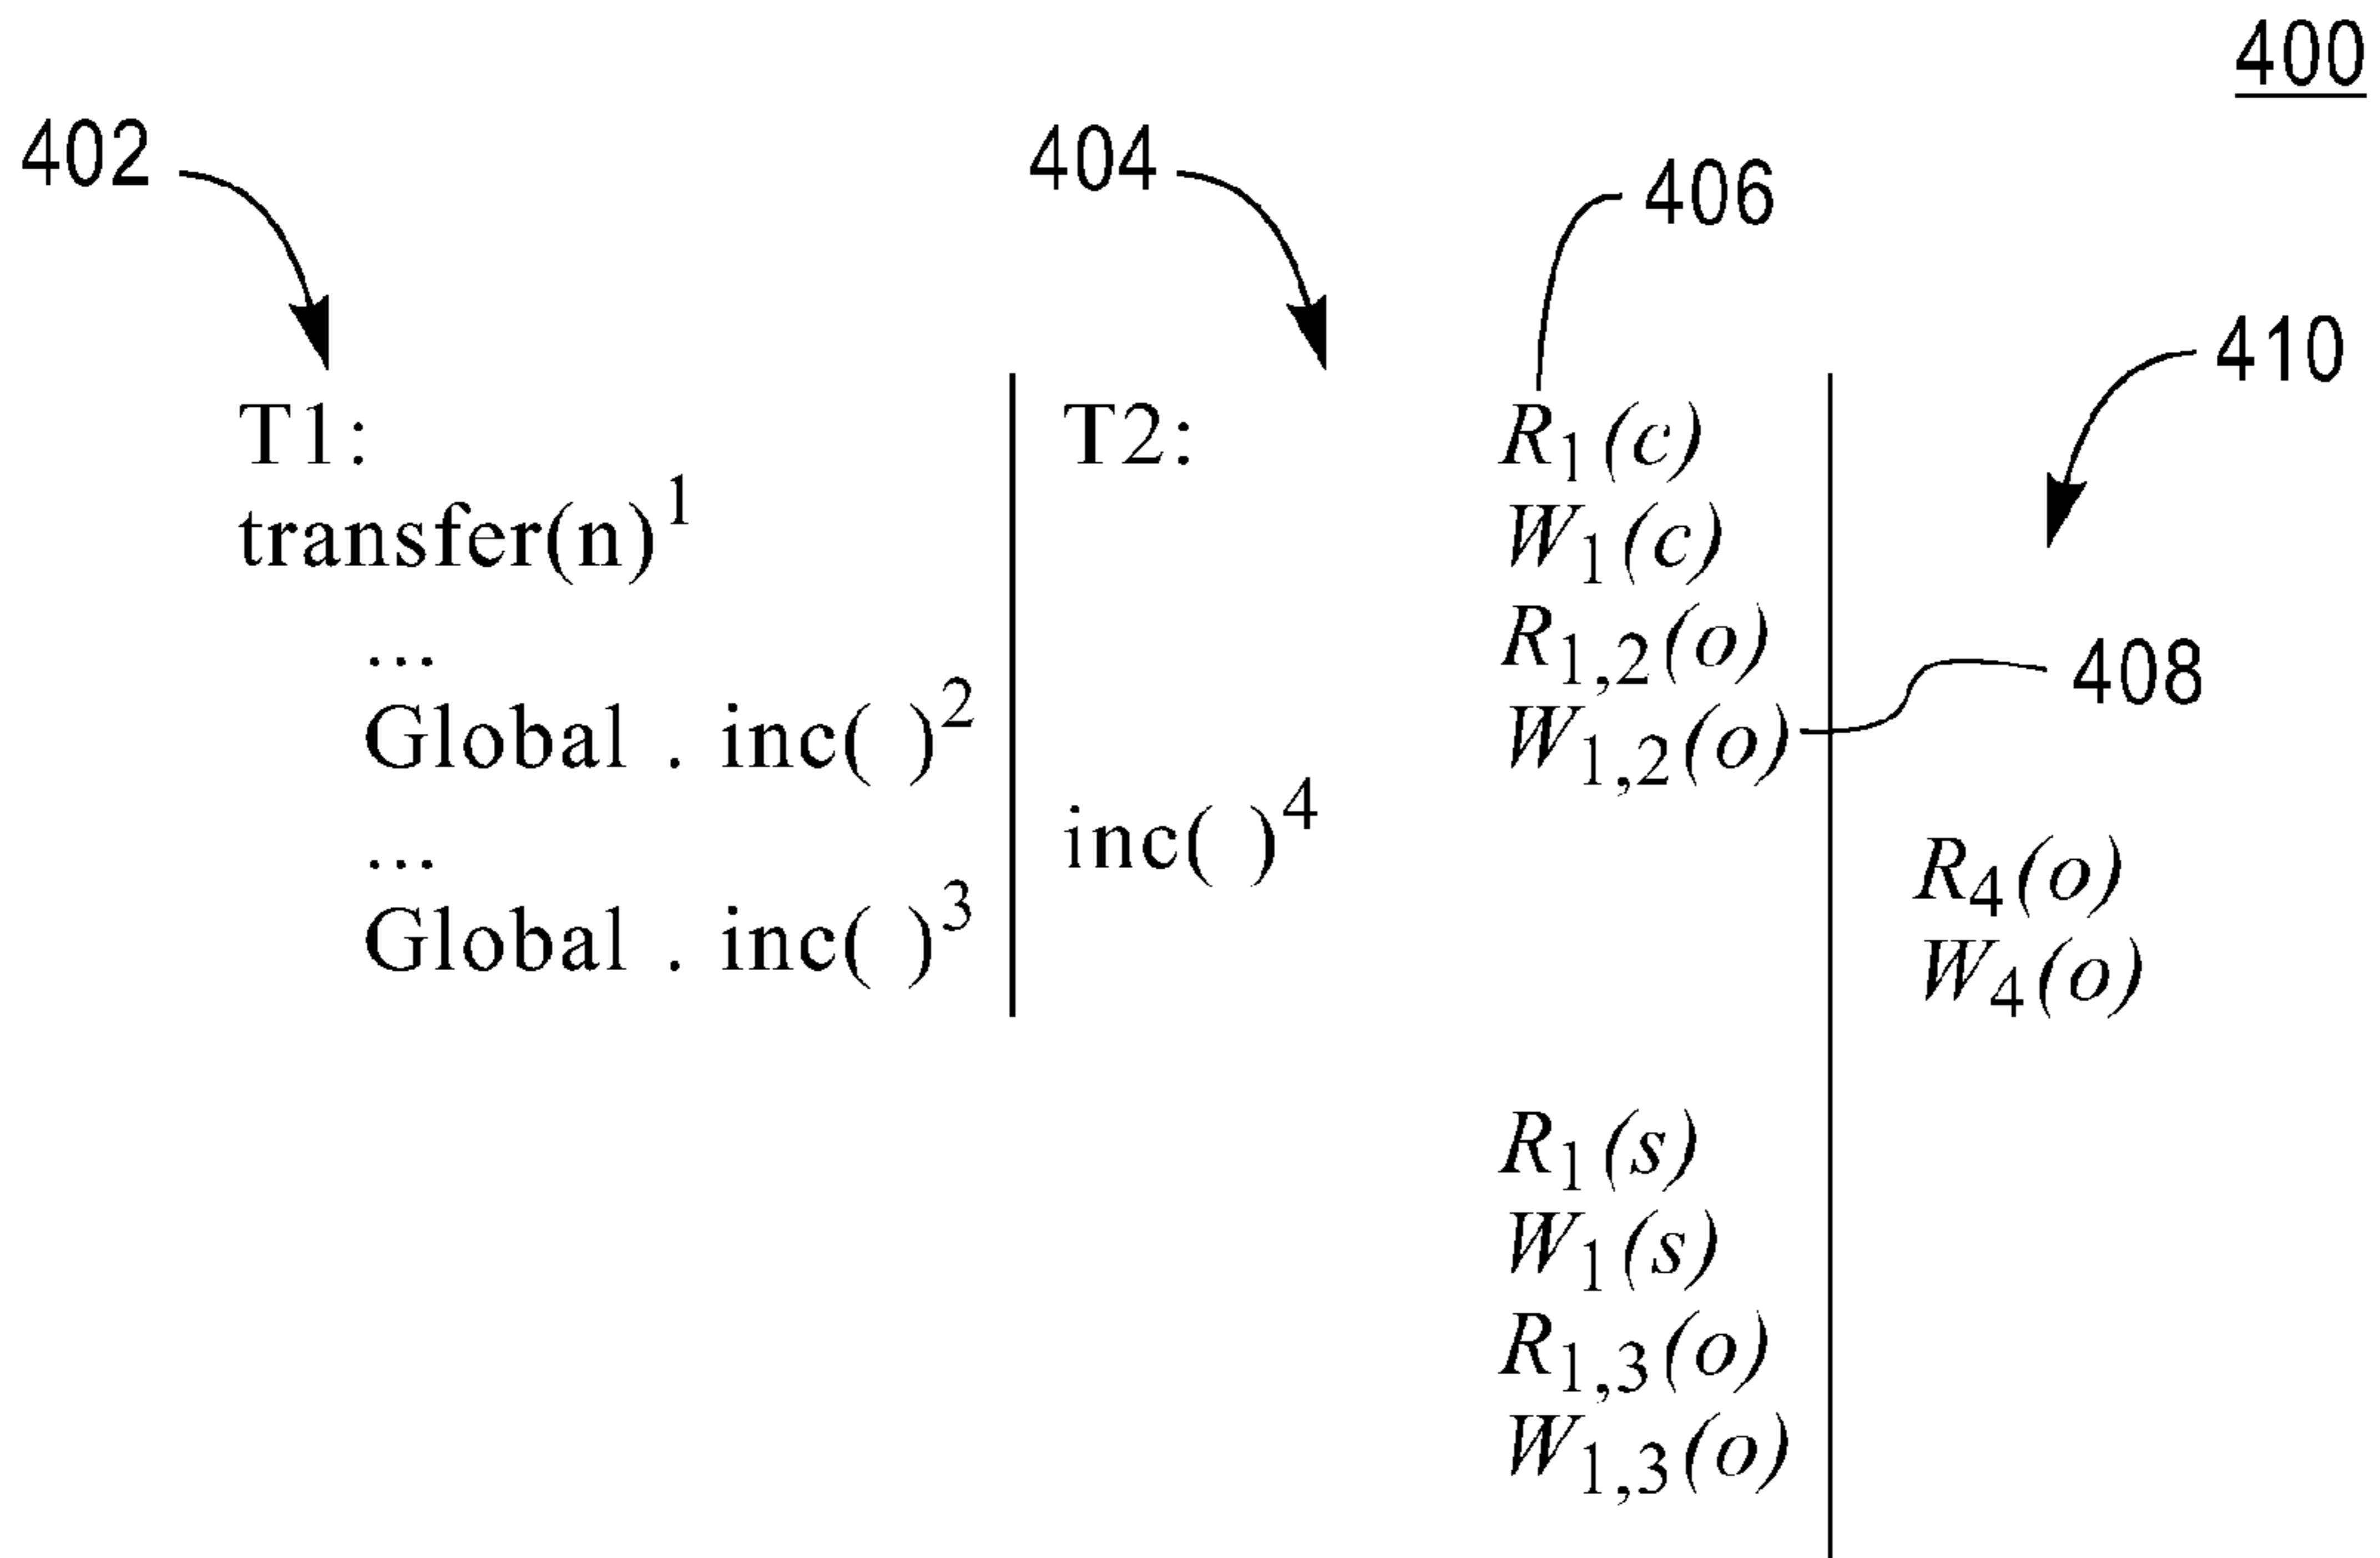 400
402
404
406
410
T1:
transfer(n)¹
...
Global . inc( )²
...
Global . inc( )³
T2:
inc( )⁴
R₁(c)
W₁(c)
R₁,₂(o)
W₁,₂(o)
408
R₄(o)
W₄(o)
R₁(s)
W₁(s)
R₁,₃(o)
W₁,₃(o)